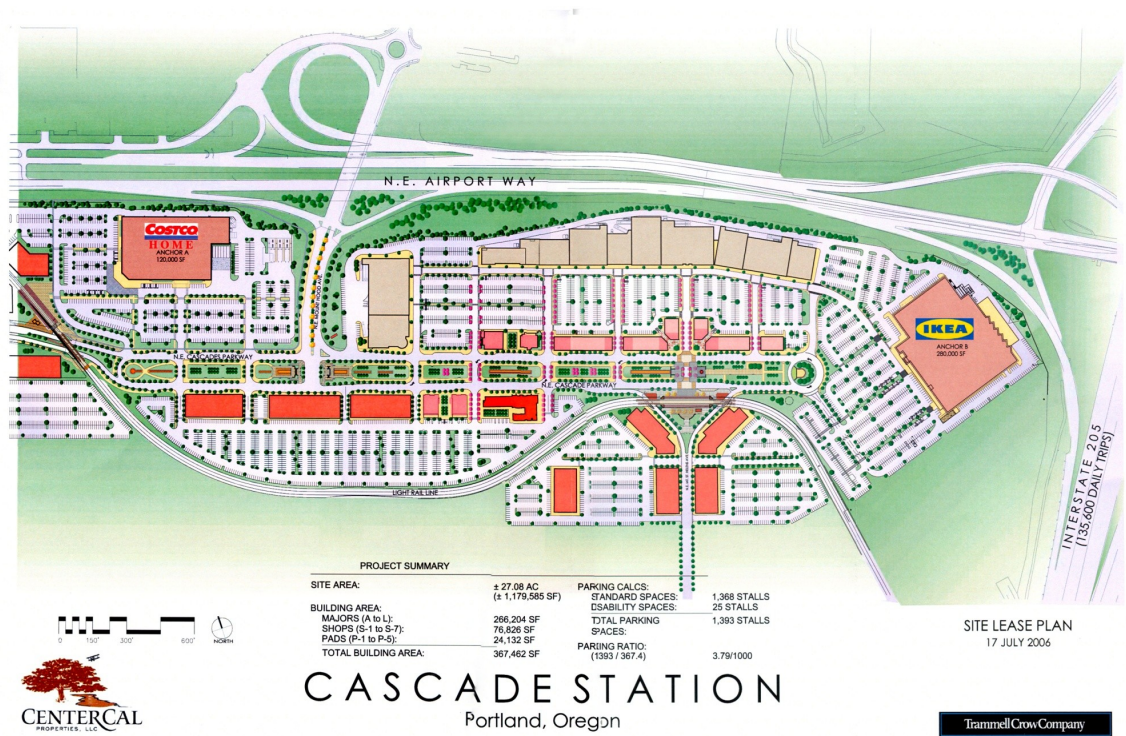 N.E. AIRPORT WAY
COSTCO
HOME
ANCHOR A
120,000 SF
IKEA
ANCHOR B
280,000 SF
N.E. CASCADES PARKWAY
N.E. CASCADE PARKWAY
LIGHT RAIL LINE
INTERSTATE 205
(135,600 DAILY TRIPS)
PROJECT SUMMARY
SITE AREA: ± 27.08 AC
(± 1,179,585 SF)
BUILDING AREA:
MAJORS (A to L): 266,204 SF
SHOPS (S-1 to S-7): 76,826 SF
PADS (P-1 to P-5): 24,132 SF
TOTAL BUILDING AREA: 367,462 SF
PARKING CALCS:
STANDARD SPACES: 1,368 STALLS
DISABILITY SPACES: 25 STALLS
TOTAL PARKING 1,393 STALLS
SPACES:
PARKING RATIO:
(1393 / 367.4) 3.79/1000
0 150' 300' 600'
NORTH
SITE LEASE PLAN
17 JULY 2006
CENTERCAL
PROPERTIES, LLC
CASCADE STATION
Portland, Oregon
Trammell Crow Company